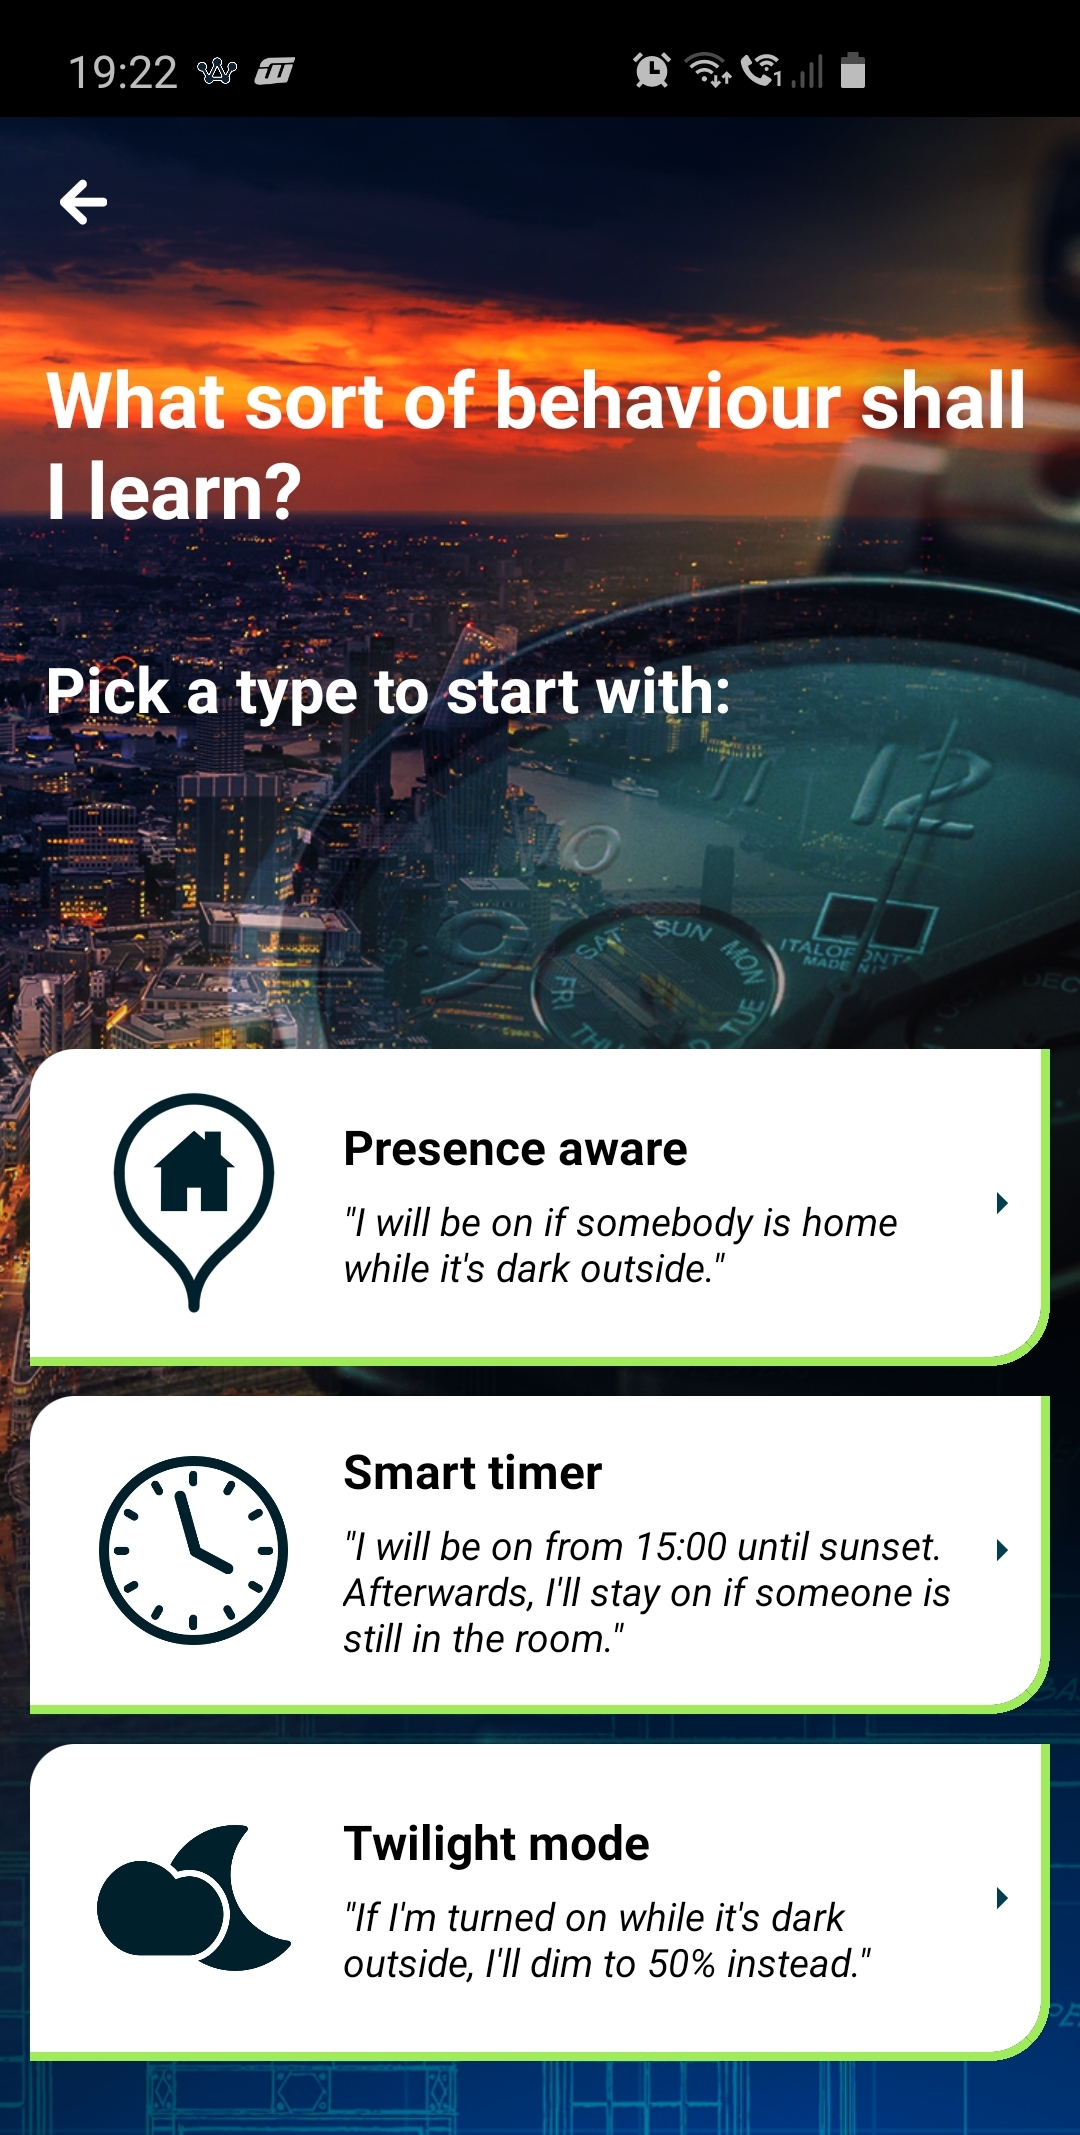 19:22
What sort of behaviour shall
I learn?
Pick a type to start with:
12
11
10
9
SAT SUN MON
FRI TUE
THU
MADE IN IT
DEC
Presence aware
"I will be on if somebody is home
while it's dark outside."
Smart timer
"I will be on from 15:00 until sunset.
Afterwards, I'll stay on if someone is
still in the room."
Twilight mode
"If I'm turned on while it's dark
outside, I'll dim to 50% instead."